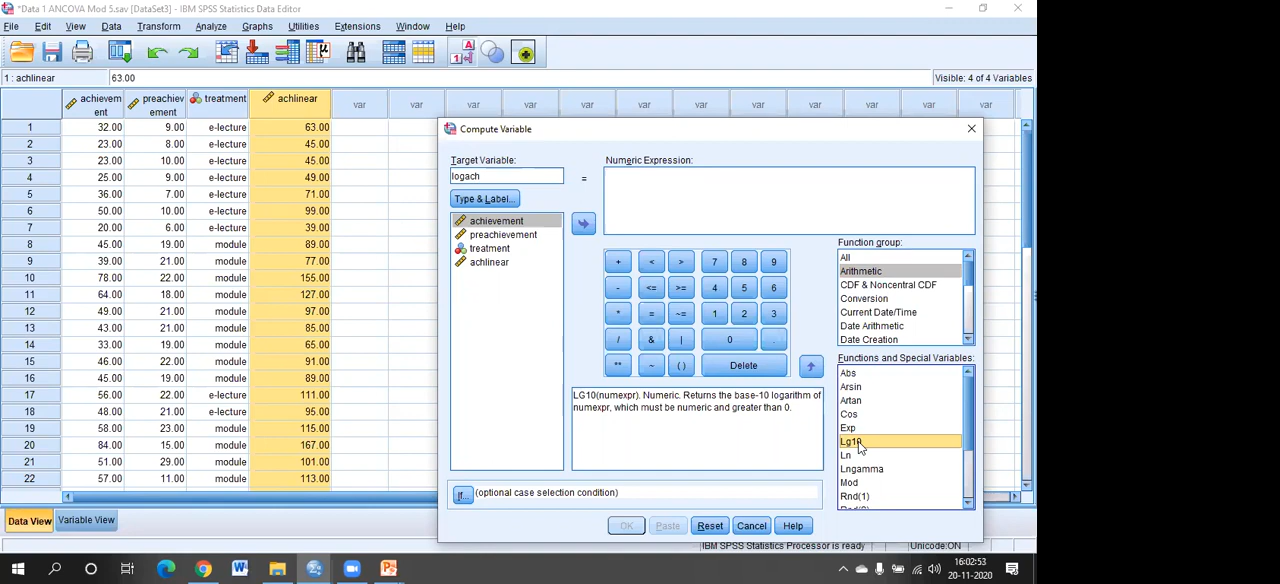 *Data 1 ANCOVA Mod 5.sav [DataSet3] - IBM SPSS Statistics Data Editor
File Edit View Data Transform Analyze Graphs Utilities Extensions Window Help
1 : achlinear 63.00 Visible: 4 of 4 Variables
achievement preachievement treatment achlinear var var var var var var var var var var var var
1 32.00 9.00 e-lecture 63.00
2 23.00 8.00 e-lecture 45.00
3 23.00 10.00 e-lecture 45.00
4 25.00 9.00 e-lecture 49.00
5 36.00 7.00 e-lecture 71.00
6 50.00 10.00 e-lecture 99.00
7 20.00 6.00 e-lecture 39.00
8 45.00 19.00 module 89.00
9 39.00 21.00 module 77.00
10 78.00 22.00 module 155.00
11 64.00 18.00 module 127.00
12 49.00 21.00 module 97.00
13 43.00 21.00 module 85.00
14 33.00 19.00 module 65.00
15 46.00 22.00 module 91.00
16 45.00 19.00 module 89.00
17 56.00 22.00 module 111.00
18 48.00 21.00 module 95.00
19 58.00 23.00 module 115.00
20 84.00 15.00 module 167.00
21 51.00 29.00 module 101.00
22 57.00 11.00 module 113.00
Data View Variable View
Compute Variable
Target Variable:
logach
=
Numeric Expression:
Type & Label...
achievement
preachievement
treatment
achlinear
+ < > 7 8 9
- <= >= 4 5 6
* = ~= 1 2 3
/ & | 0 .
** ~ ( ) Delete
Function group:
All
Arithmetic
CDF & Noncentral CDF
Conversion
Current Date/Time
Date Arithmetic
Date Creation
Functions and Special Variables:
Abs
Arsin
Artan
Cos
Exp
Lg10
Ln
Lngamma
Mod
Rnd(1)
LG10(numexpr). Numeric. Returns the base-10 logarithm of
numexpr, which must be numeric and greater than 0.
If... (optional case selection condition)
OK Paste Reset Cancel Help
IBM SPSS Statistics Processor is ready Unicode:ON
16:02:53
20-11-2020